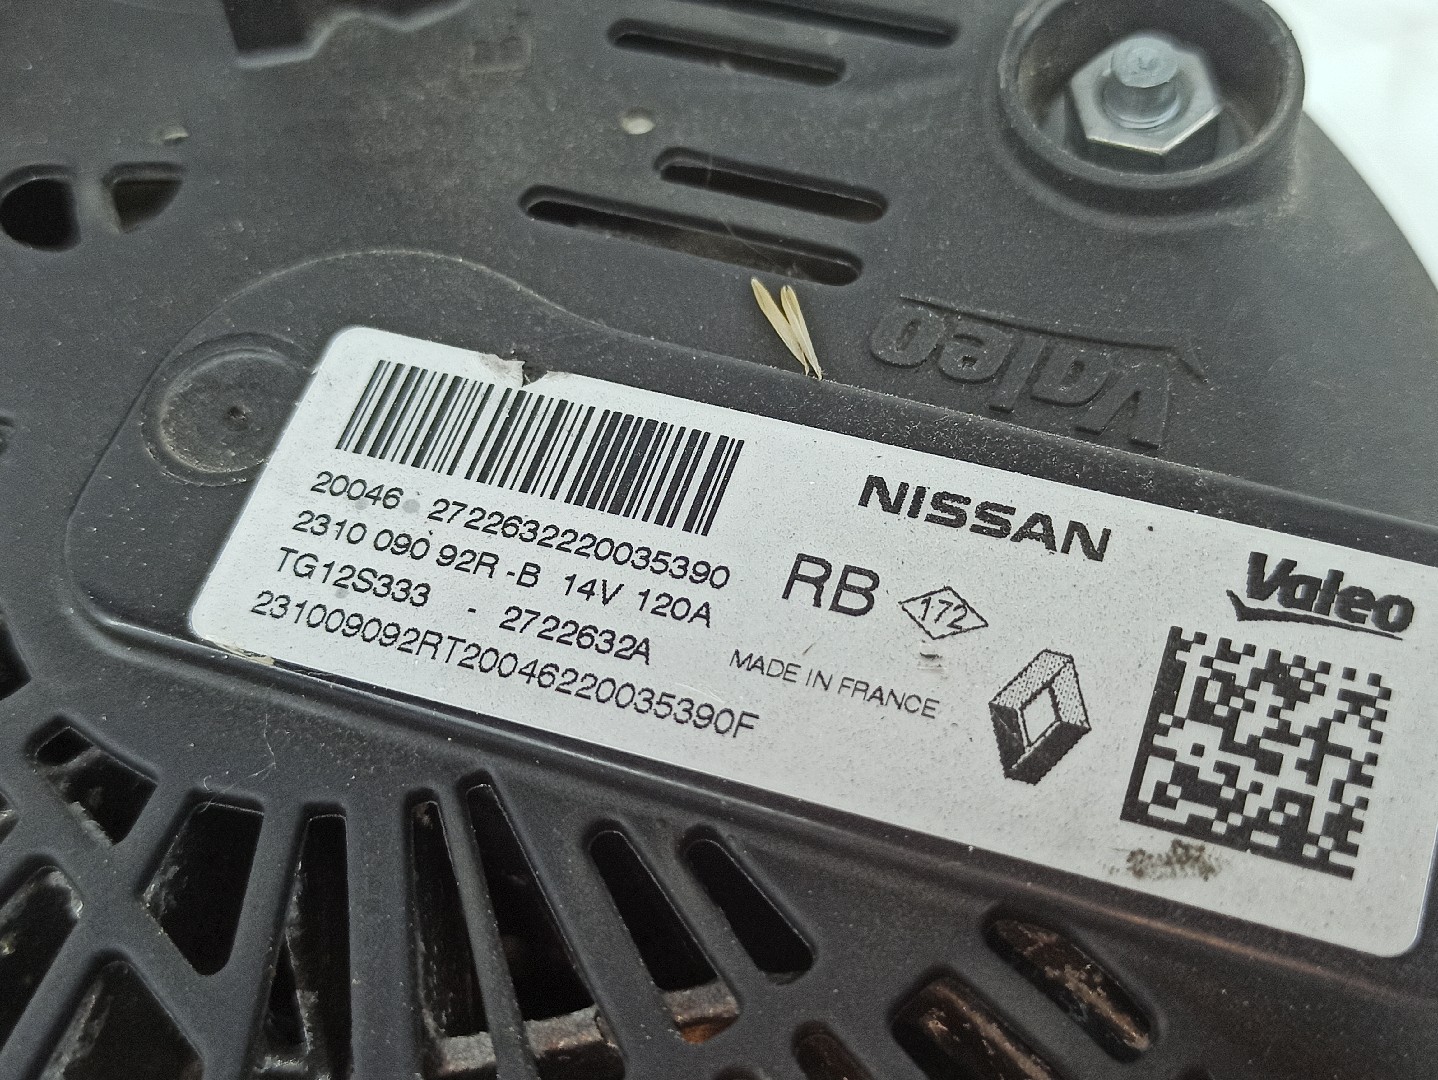 Valeo
20046 2722632220035390
2310 090 92R -B 14V 120A
TG12S333 - 2722632A
231009092RT20046220035390F
NISSAN
RB 172
MADE IN FRANCE
Valeo